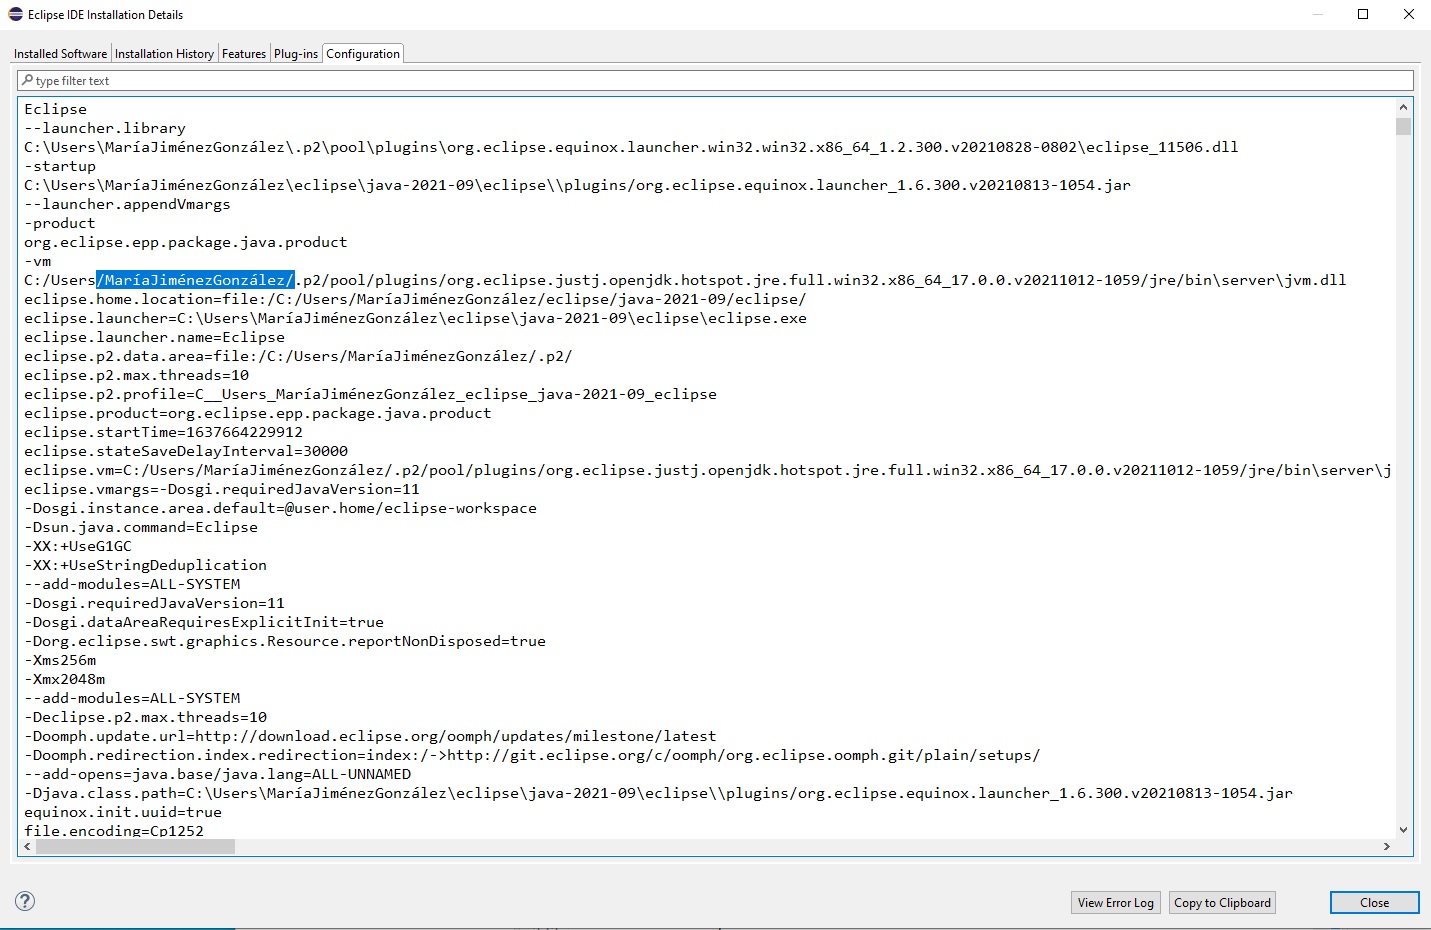 Eclipse IDE Installation Details
Installed Software Installation History Features Plug-ins Configuration
type filter text
Eclipse
--launcher.library
C:\Users\MaríaJiménezGonzález\.p2\pool\plugins\org.eclipse.equinox.launcher.win32.win32.x86_64_1.2.300.v20210828-0802\eclipse_11506.dll
-startup
C:\Users\MaríaJiménezGonzález\eclipse\java-2021-09\eclipse\\plugins/org.eclipse.equinox.launcher_1.6.300.v20210813-1054.jar
--launcher.appendVmargs
-product
org.eclipse.epp.package.java.product
-vm
C:/Users/MaríaJiménezGonzález/.p2/pool/plugins/org.eclipse.justj.openjdk.hotspot.jre.full.win32.x86_64_17.0.0.v20211012-1059/jre/bin\server\jvm.dll
eclipse.home.location=file:/C:/Users/MaríaJiménezGonzález/eclipse/java-2021-09/eclipse/
eclipse.launcher=C:\Users\MaríaJiménezGonzález\eclipse\java-2021-09\eclipse\eclipse.exe
eclipse.launcher.name=Eclipse
eclipse.p2.data.area=file:/C:/Users/MaríaJiménezGonzález/.p2/
eclipse.p2.max.threads=10
eclipse.p2.profile=C__Users_MaríaJiménezGonzález_eclipse_java-2021-09_eclipse
eclipse.product=org.eclipse.epp.package.java.product
eclipse.startTime=1637664229912
eclipse.stateSaveDelayInterval=30000
eclipse.vm=C:/Users/MaríaJiménezGonzález/.p2/pool/plugins/org.eclipse.justj.openjdk.hotspot.jre.full.win32.x86_64_17.0.0.v20211012-1059/jre/bin\server\j
eclipse.vmargs=-Dosgi.requiredJavaVersion=11
-Dosgi.instance.area.default=@user.home/eclipse-workspace
-Dsun.java.command=Eclipse
-XX:+UseG1GC
-XX:+UseStringDeduplication
--add-modules=ALL-SYSTEM
-Dosgi.requiredJavaVersion=11
-Dosgi.dataAreaRequiresExplicitInit=true
-Dorg.eclipse.swt.graphics.Resource.reportNonDisposed=true
-Xms256m
-Xmx2048m
--add-modules=ALL-SYSTEM
-Declipse.p2.max.threads=10
-Doomph.update.url=http://download.eclipse.org/oomph/updates/milestone/latest
-Doomph.redirection.index.redirection=index:/->http://git.eclipse.org/c/oomph/org.eclipse.oomph.git/plain/setups/
--add-opens=java.base/java.lang=ALL-UNNAMED
-Djava.class.path=C:\Users\MaríaJiménezGonzález\eclipse\java-2021-09\eclipse\\plugins/org.eclipse.equinox.launcher_1.6.300.v20210813-1054.jar
equinox.init.uuid=true
file.encoding=Cp1252
View Error Log Copy to Clipboard Close